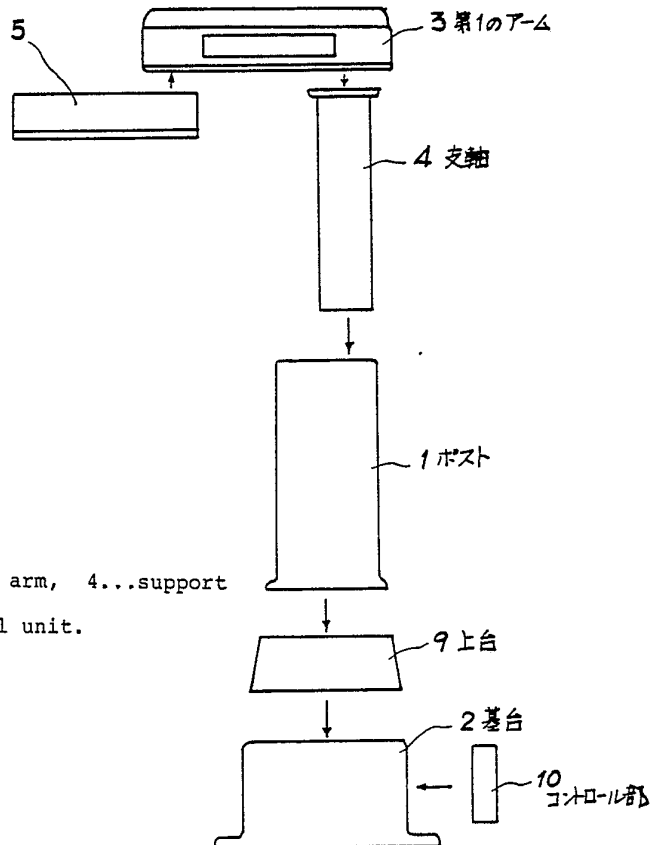 5
3 第1のアーム
4 支軸
1 ポスト
arm, 4...support
unit.
9 上台
2 基台
10
コントロール部